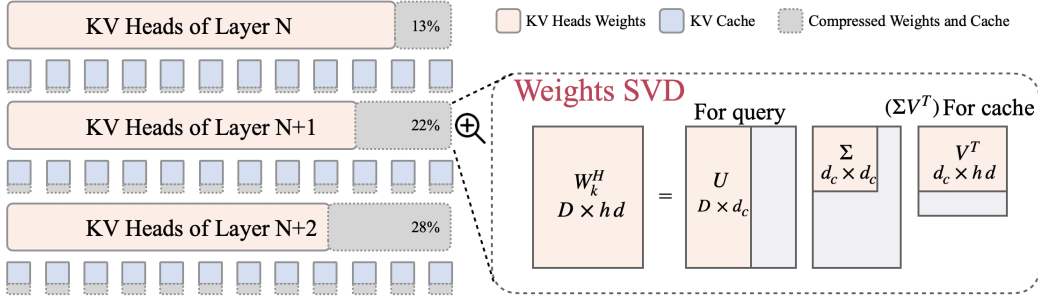 KV Heads of Layer N
13%
KV Heads Weights
KV Cache
Compressed Weights and Cache
KV Heads of Layer N+1
22%
KV Heads of Layer N+2
28%
Weights SVD
For query
(ΣV^T) For cache
W_k^H
D × hd
=
U
D × d_c
Σ
d_c × d_c
V^T
d_c × hd